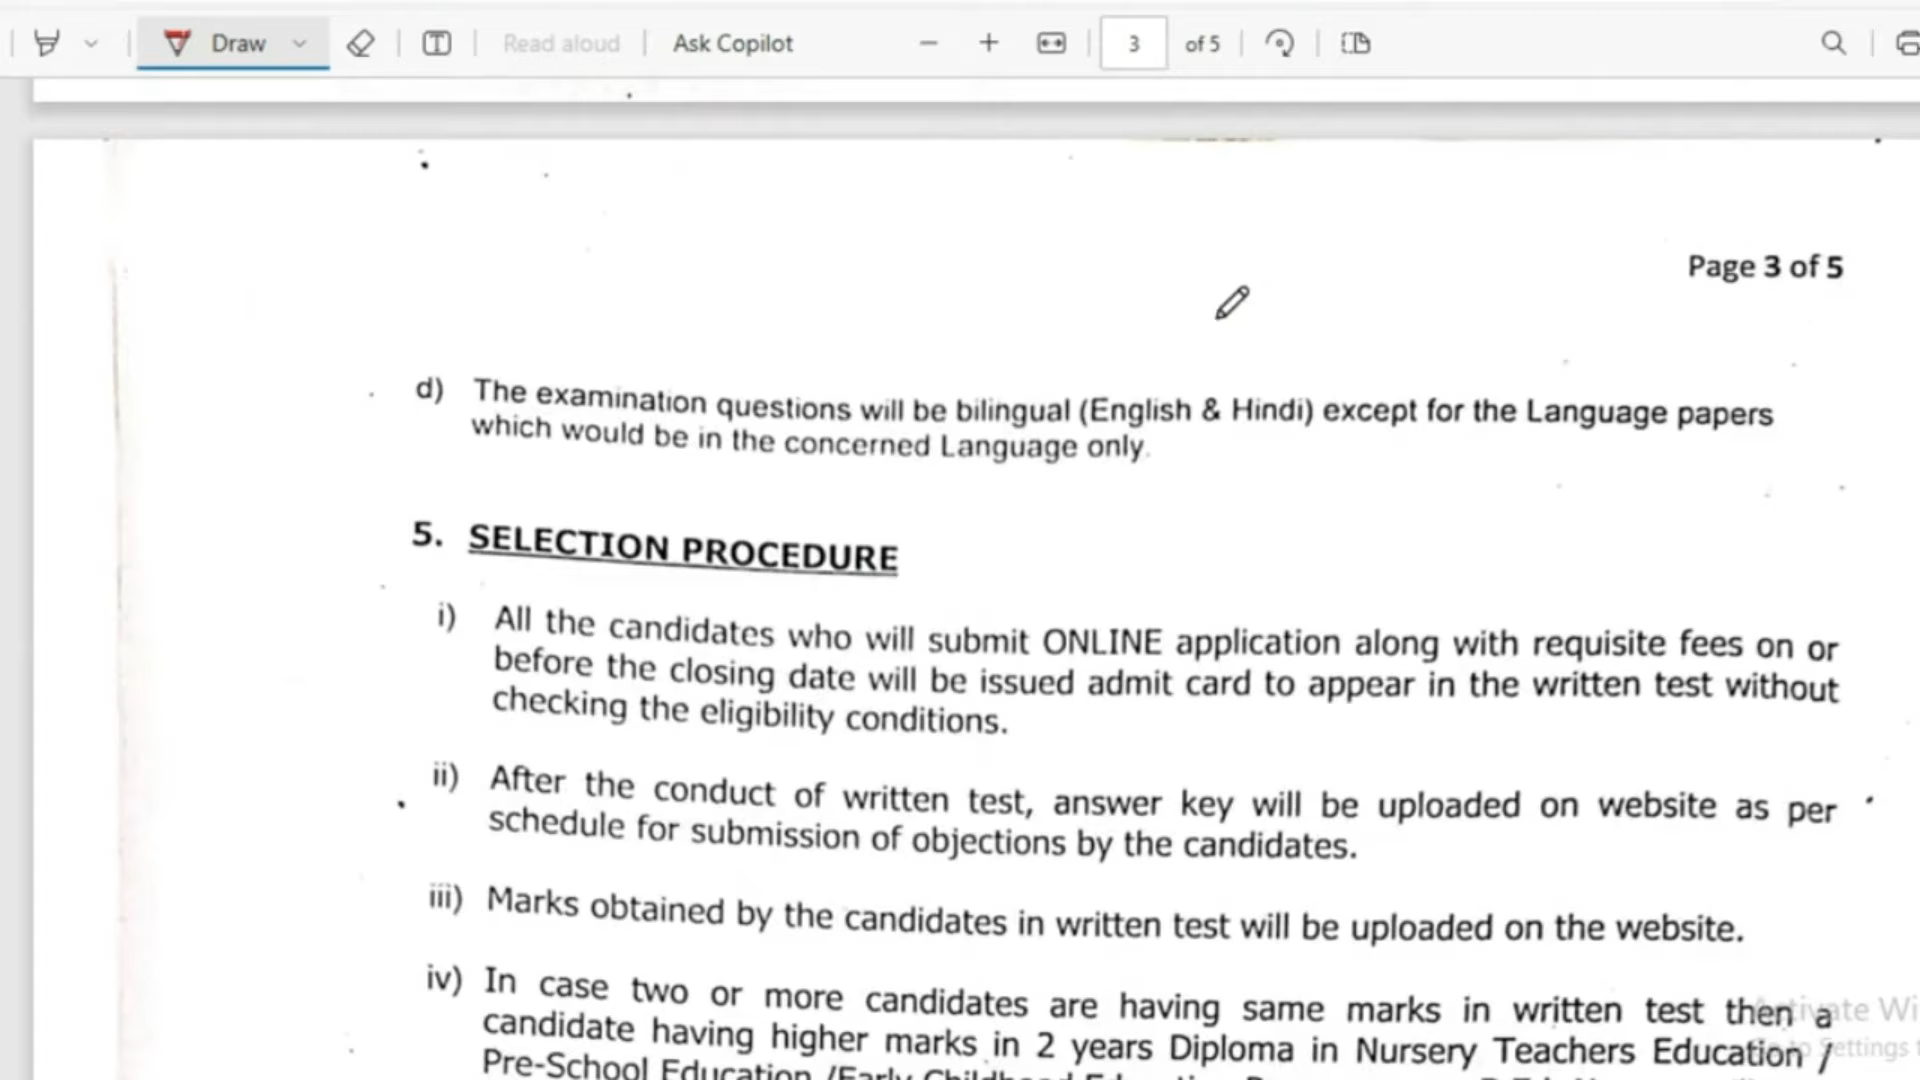 Draw
Read aloud
Ask Copilot
3
of 5
Page 3 of 5
d) The examination questions will be bilingual (English & Hindi) except for the Language papers
which would be in the concerned Language only.
5. SELECTION PROCEDURE
i) All the candidates who will submit ONLINE application along with requisite fees on or
before the closing date will be issued admit card to appear in the written test without
checking the eligibility conditions.
ii) After the conduct of written test, answer key will be uploaded on website as per
schedule for submission of objections by the candidates.
iii) Marks obtained by the candidates in written test will be uploaded on the website.
iv) In case two or more candidates are having same marks in written test then a
candidate having higher marks in 2 years Diploma in Nursery Teachers Education /
Pre-School Education /Early Childhood